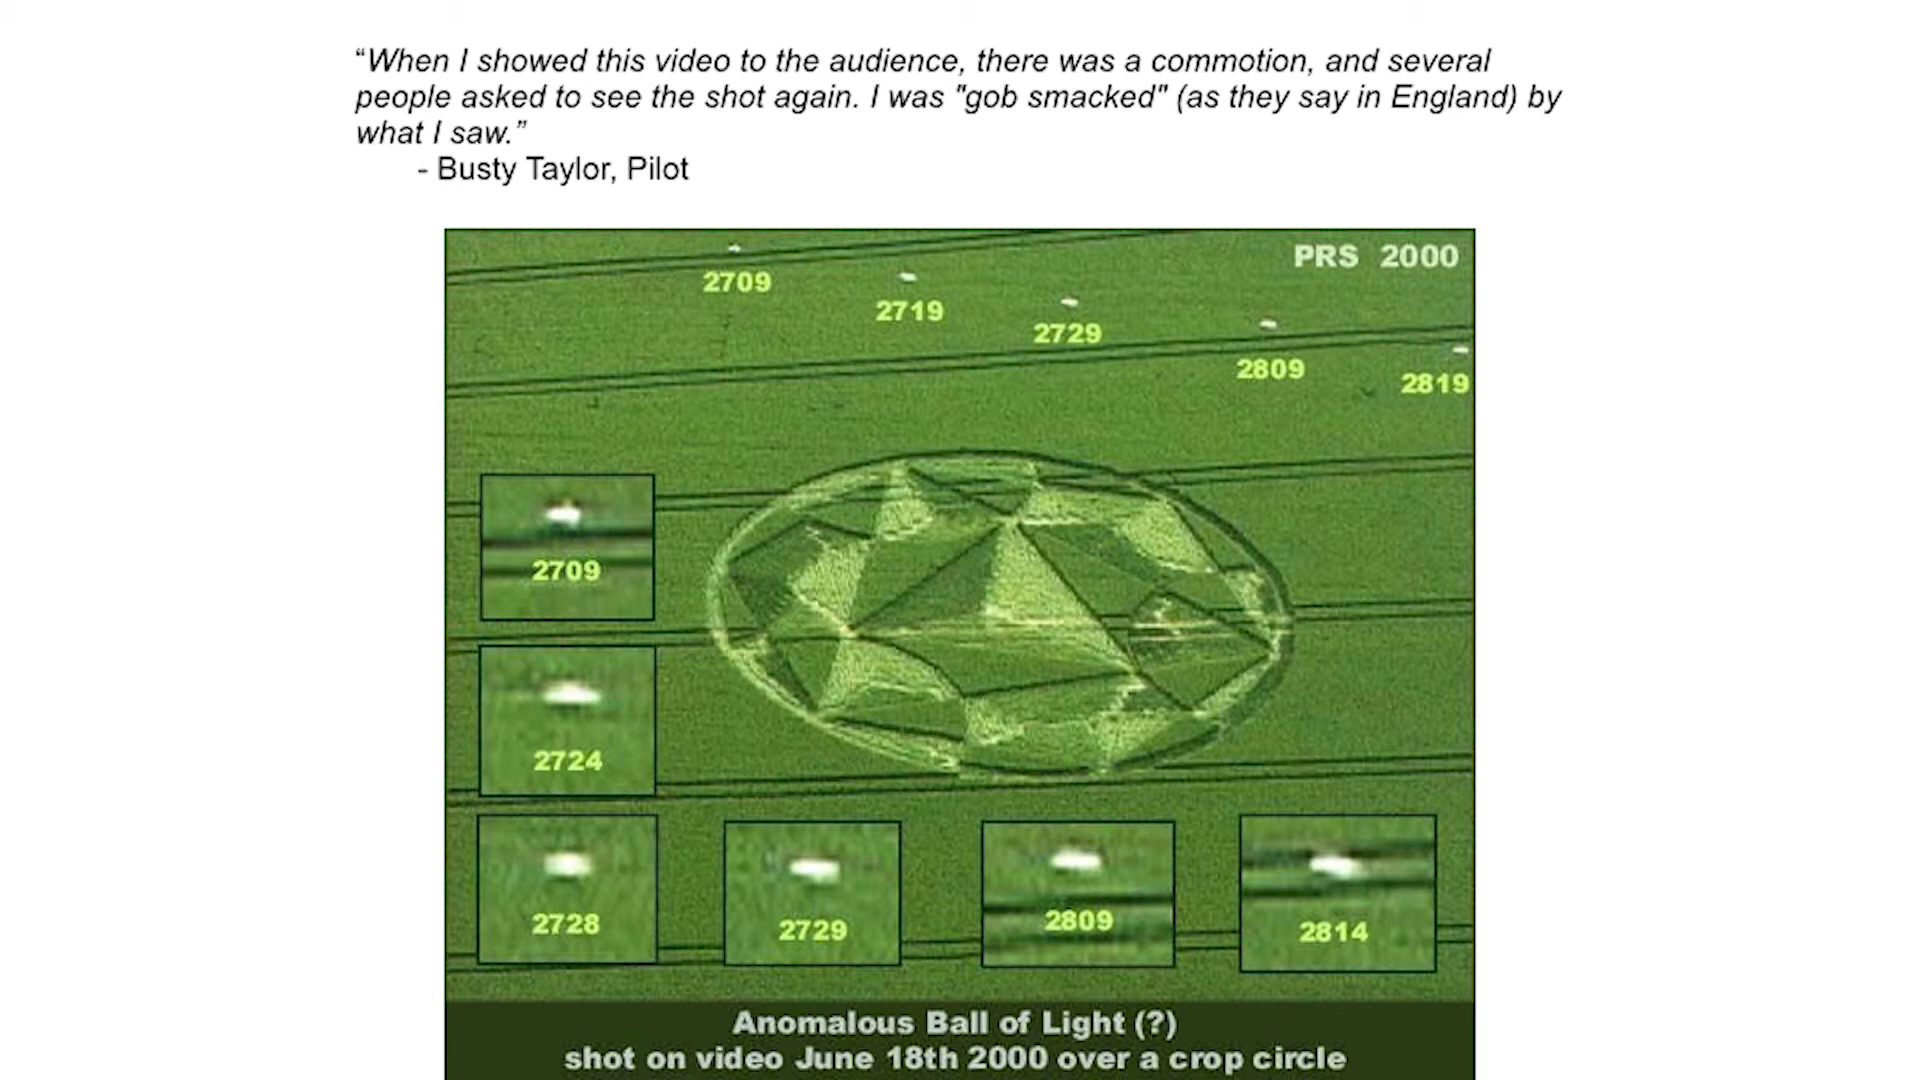 “When I showed this video to the audience, there was a commotion, and several
people asked to see the shot again. I was "gob smacked" (as they say in England) by
what I saw.”
- Busty Taylor, Pilot
PRS 2000
2709
2719
2729
2809
2819
2709
2724
2728
2729
2809
2814
Anomalous Ball of Light (?)
shot on video June 18th 2000 over a crop circle